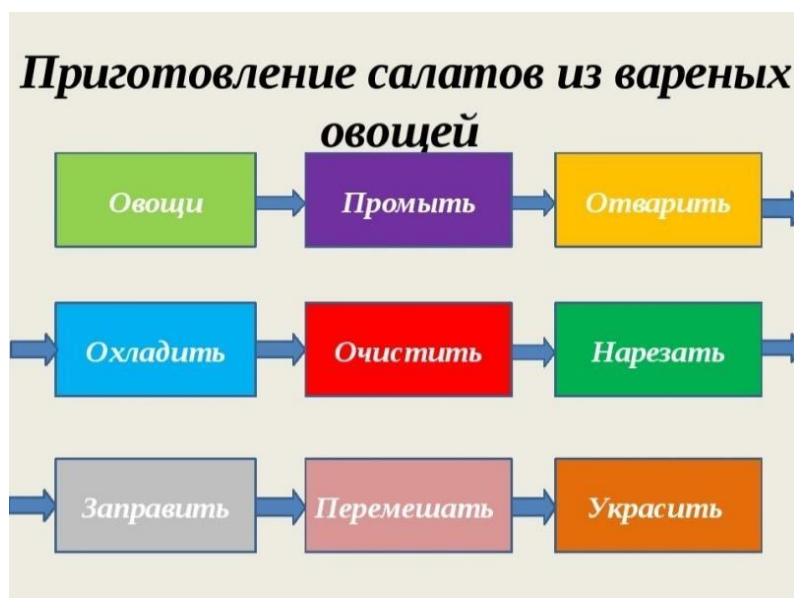 Приготовление салатов из вареных
овощей
Овощи
Промыть
Отварить
Охладить
Очистить
Нарезать
Заправить
Перемешать
Украсить